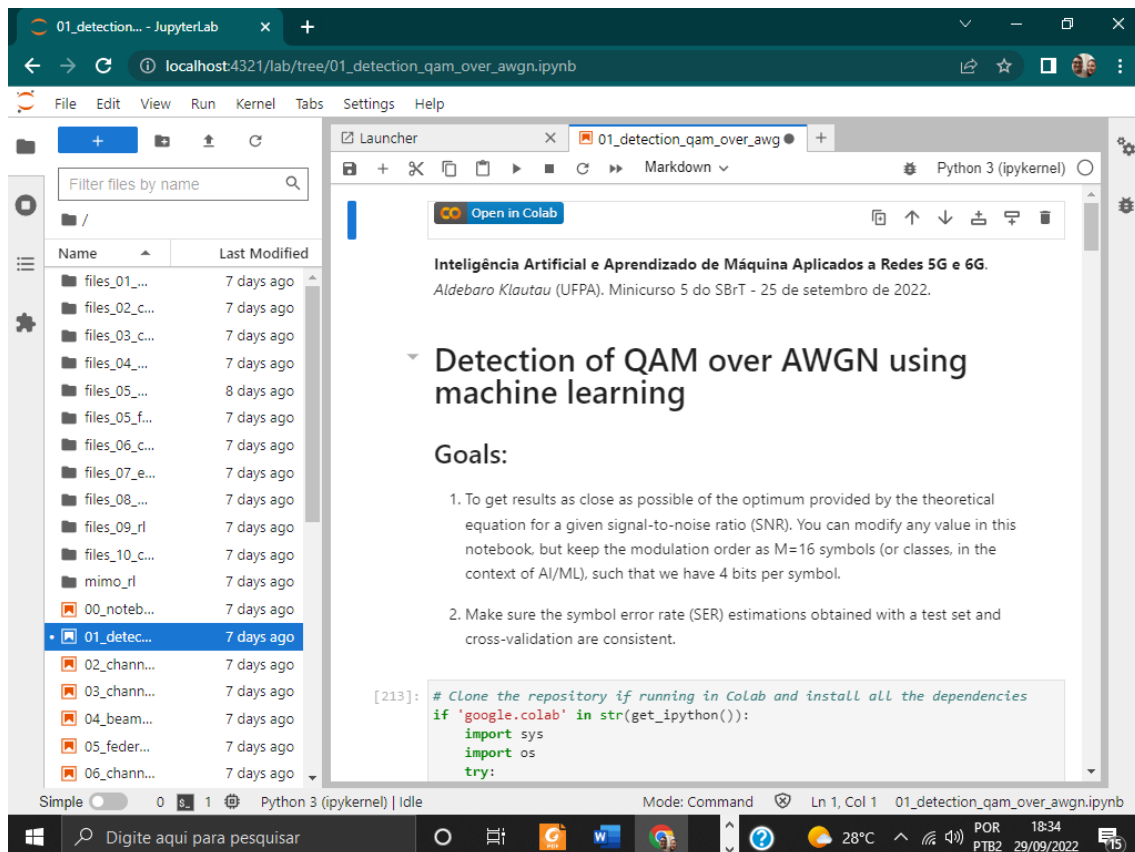 01_detection... - JupyterLab
localhost:4321/lab/tree/01_detection_qam_over_awgn.ipynb
File Edit View Run Kernel Tabs Settings Help
Launcher
01_detection_qam_over_awg
Filter files by name
Markdown
Python 3 (ipykernel)
/
CO Open in Colab
Name Last Modified
files_01_... 7 days ago
files_02_c... 7 days ago
files_03_c... 7 days ago
files_04_... 7 days ago
files_05_... 8 days ago
files_05_f... 7 days ago
files_06_c... 7 days ago
files_07_e... 7 days ago
files_08_... 7 days ago
files_09_rl 7 days ago
files_10_c... 7 days ago
mimo_rl 7 days ago
00_noteb... 7 days ago
01_detec... 7 days ago
02_chann... 7 days ago
03_chann... 7 days ago
04_beam... 7 days ago
05_feder... 7 days ago
06_chann... 7 days ago
Inteligência Artificial e Aprendizado de Máquina Aplicados a Redes 5G e 6G.
Aldebaro Klautau (UFPA). Minicurso 5 do SBrT - 25 de setembro de 2022.
Detection of QAM over AWGN using
machine learning
Goals:
1. To get results as close as possible of the optimum provided by the theoretical
equation for a given signal-to-noise ratio (SNR). You can modify any value in this
notebook, but keep the modulation order as M=16 symbols (or classes, in the
context of AI/ML), such that we have 4 bits per symbol.
2. Make sure the symbol error rate (SER) estimations obtained with a test set and
cross-validation are consistent.
[213]: # Clone the repository if running in Colab and install all the dependencies
if 'google.colab' in str(get_ipython()):
import sys
import os
try:
Simple 0 1 Python 3 (ipykernel) | Idle Mode: Command Ln 1, Col 1 01_detection_qam_over_awgn.ipynb
Digite aqui para pesquisar
28°C
POR
PTB2
18:34
29/09/2022
15